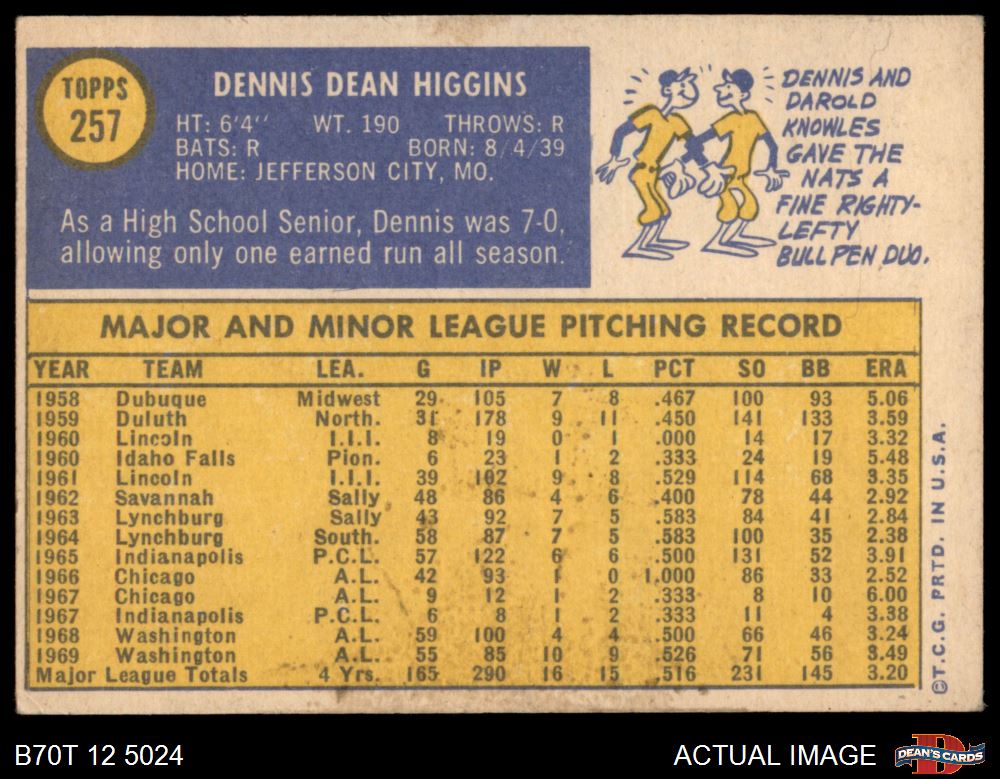 TOPPS
257
DENNIS DEAN HIGGINS
HT: 6'4" WT. 190 THROWS: R
BATS: R BORN: 8/4/39
HOME: JEFFERSON CITY, MO.
As a High School Senior, Dennis was 7-0,
allowing only one earned run all season.
DENNIS AND
DAROLD
KNOWLES
GAVE THE
NATS A
FINE RIGHTY-
LEFTY
BULLPEN DUO.
MAJOR AND MINOR LEAGUE PITCHING RECORD
YEAR TEAM LEA. G IP W L PCT SO BB ERA
1958 Dubuque Midwest 29 105 7 8 .467 100 93 5.06
1959 Duluth North. 31 178 9 11 .450 141 133 3.59
1960 Lincoln I.I.I. 8 19 0 1 .000 14 17 3.32
1960 Idaho Falls Pion. 6 23 1 2 .333 24 19 5.48
1961 Lincoln I.I.I. 39 102 9 8 .529 114 68 3.35
1962 Savannah Sally 48 86 4 6 .400 78 44 2.92
1963 Lynchburg Sally 43 92 7 5 .583 84 41 2.84
1964 Lynchburg South. 58 87 7 5 .583 100 35 2.38
1965 Indianapolis P.C.L. 57 122 6 6 .500 131 52 3.91
1966 Chicago A.L. 42 93 1 0 1.000 86 33 2.52
1967 Chicago A.L. 9 12 1 2 .333 8 10 6.00
1967 Indianapolis P.C.L. 6 8 1 2 .333 11 4 3.38
1968 Washington A.L. 59 100 4 4 .500 66 46 3.24
1969 Washington A.L. 55 85 10 9 .526 71 56 3.49
Major League Totals 4 Yrs. 165 290 16 15 .516 231 145 3.20
©T.C.G. PRTD. IN U.S.A.
B70T 12 5024
ACTUAL IMAGE
D
DEAN'S CARDS